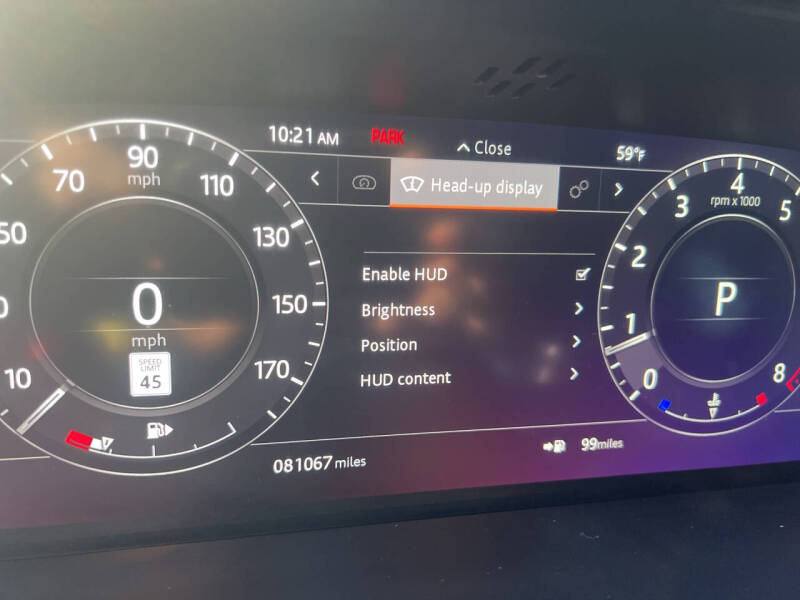 10:21 AM
PARK
Close
59°F
Head-up display
90
mph
70
110
50
130
150
170
10
0
mph
SPEED
LIMIT
45
Enable HUD
Brightness
Position
HUD content
4
rpm x 1000
3
5
2
1
0
8
P
081067 miles
99miles